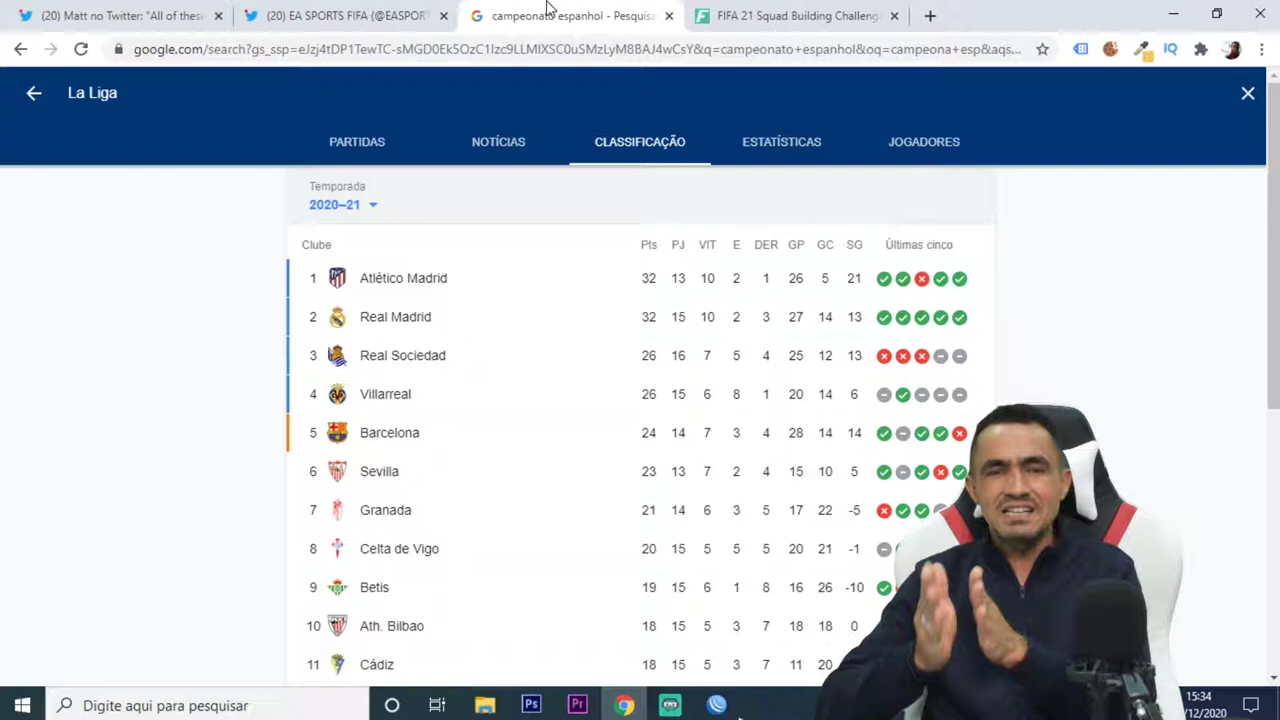 (20) Matt no Twitter: "All of these
(20) EA SPORTS FIFA (@EASPORT
campeonato espanhol - Pesquisa
FIFA 21 Squad Building Challeng
google.com/search?gs_ssp=eJzj4tDP1TewTC-sMGD0Ek5OzC1Izc9LLMlXSC0uSMzLyM8BAJ4wCsY&q=campeonato+espanhol&oq=campeona+esp&aqs...
La Liga
PARTIDAS NOTÍCIAS CLASSIFICAÇÃO ESTATÍSTICAS JOGADORES
Temporada
2020–21
Clube Pts PJ VIT E DER GP GC SG Últimas cinco
1 Atlético Madrid 32 13 10 2 1 26 5 21
2 Real Madrid 32 15 10 2 3 27 14 13
3 Real Sociedad 26 16 7 5 4 25 12 13
4 Villarreal 26 15 6 8 1 20 14 6
5 Barcelona 24 14 7 3 4 28 14 14
6 Sevilla 23 13 7 2 4 15 10 5
7 Granada 21 14 6 3 5 17 22 -5
8 Celta de Vigo 20 15 5 5 5 20 21 -1
9 Betis 19 15 6 1 8 16 26 -10
10 Ath. Bilbao 18 15 5 3 7 18 18 0
11 Cádiz 18 15 5 3 7 11 20
Digite aqui para pesquisar
Ps
Pr
15:34
/12/2020